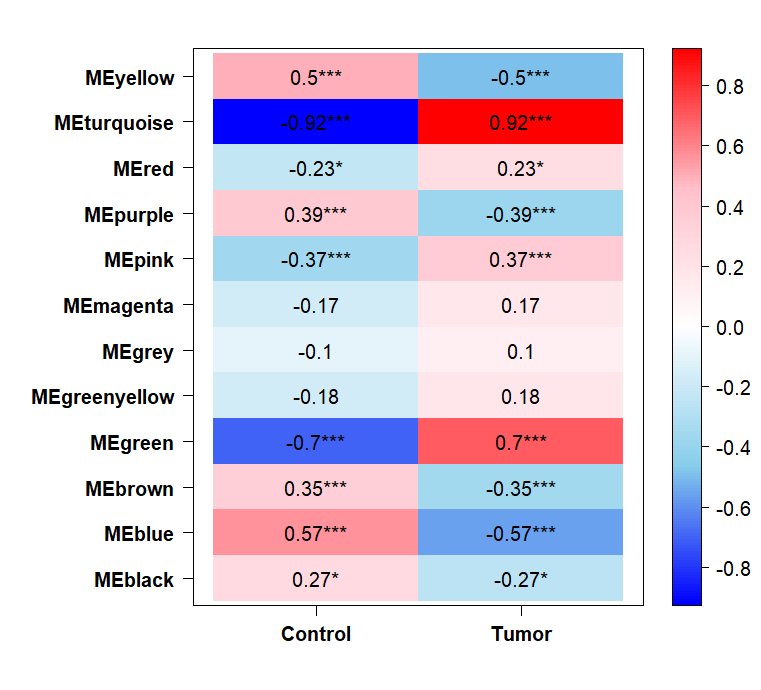 MEyellow 0.5*** -0.5***
MEturquoise -0.92*** 0.92***
MEred -0.23* 0.23*
MEpurple 0.39*** -0.39***
MEpink -0.37*** 0.37***
MEmagenta -0.17 0.17
MEgrey -0.1 0.1
MEgreenyellow -0.18 0.18
MEgreen -0.7*** 0.7***
MEbrown 0.35*** -0.35***
MEblue 0.57*** -0.57***
MEblack 0.27* -0.27*
Control Tumor
0.8
0.6
0.4
0.2
0.0
-0.2
-0.4
-0.6
-0.8